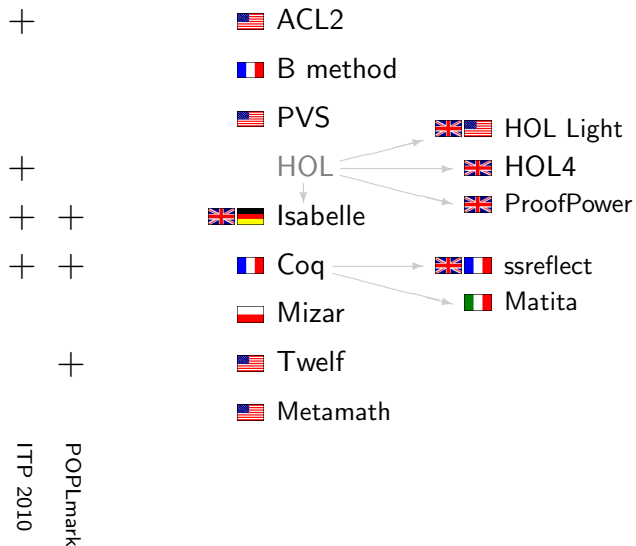 + ACL2
B method
PVS
HOL Light
+ HOL HOL4
ProofPower
+ + Isabelle
+ + Coq ssreflect
Matita
Mizar
+ Twelf
Metamath
ITP 2010
POPLmark